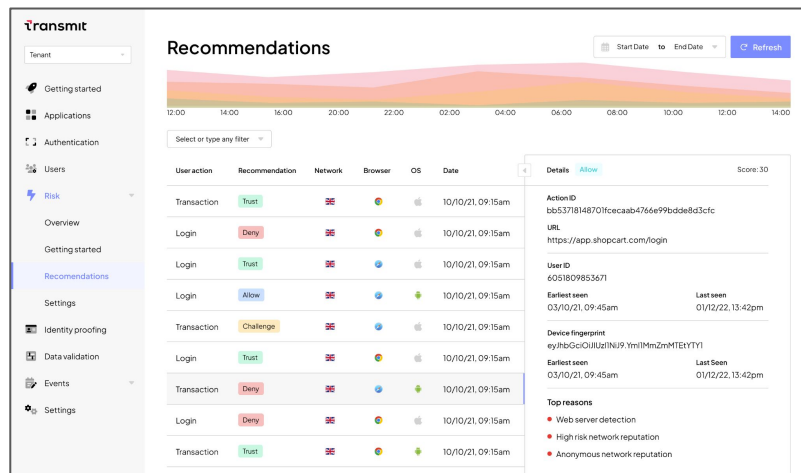 Transmit
Tenant
Getting started
Applications
Authentication
Users
Risk
Overview
Getting started
Recomendations
Settings
Identity proofing
Data validation
Events
Settings
Recommendations
Start Date to End Date
Refresh
12:00 14:00 16:00 20:00 22:00 02:00 04:00 06:00 08:00 10:00 12:00 14:00
Select or type any filter
User action Recommendation Network Browser OS Date
Transaction Trust 10/10/21, 09:15am
Login Deny 10/10/21, 09:15am
Login Trust 10/10/21, 09:15am
Login Allow 10/10/21, 09:15am
Transaction Challenge 10/10/21, 09:15am
Login Trust 10/10/21, 09:15am
Transaction Deny 10/10/21, 09:15am
Login Deny 10/10/21, 09:15am
Transaction Trust 10/10/21, 09:15am
Details Allow Score: 30
Action ID
bb53718148701fcecaab4766e99bdde8d3cfc
URL
https://app.shopcart.com/login
User ID
6051809853671
Earliest seen Last seen
03/10/21, 09:45am 01/12/22, 13:42pm
Device fingerprint
eyJhbGciOiJIUzI1NiJ9.YmI1MmZmMTEtYTY1
Earliest seen Last Seen
03/10/21, 09:45am 01/12/22, 13:42pm
Top reasons
Web server detection
High risk network reputation
Anonymous network reputation